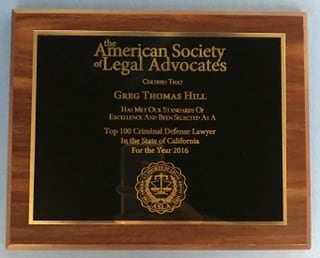 the
American Society
of Legal Advocates
Certifies That
Greg Thomas Hill
Has Met Our Standards Of
Excellence And Been Selected As A
Top 100 Criminal Defense Lawyer
In the State of California
For the Year 2016
ASLA